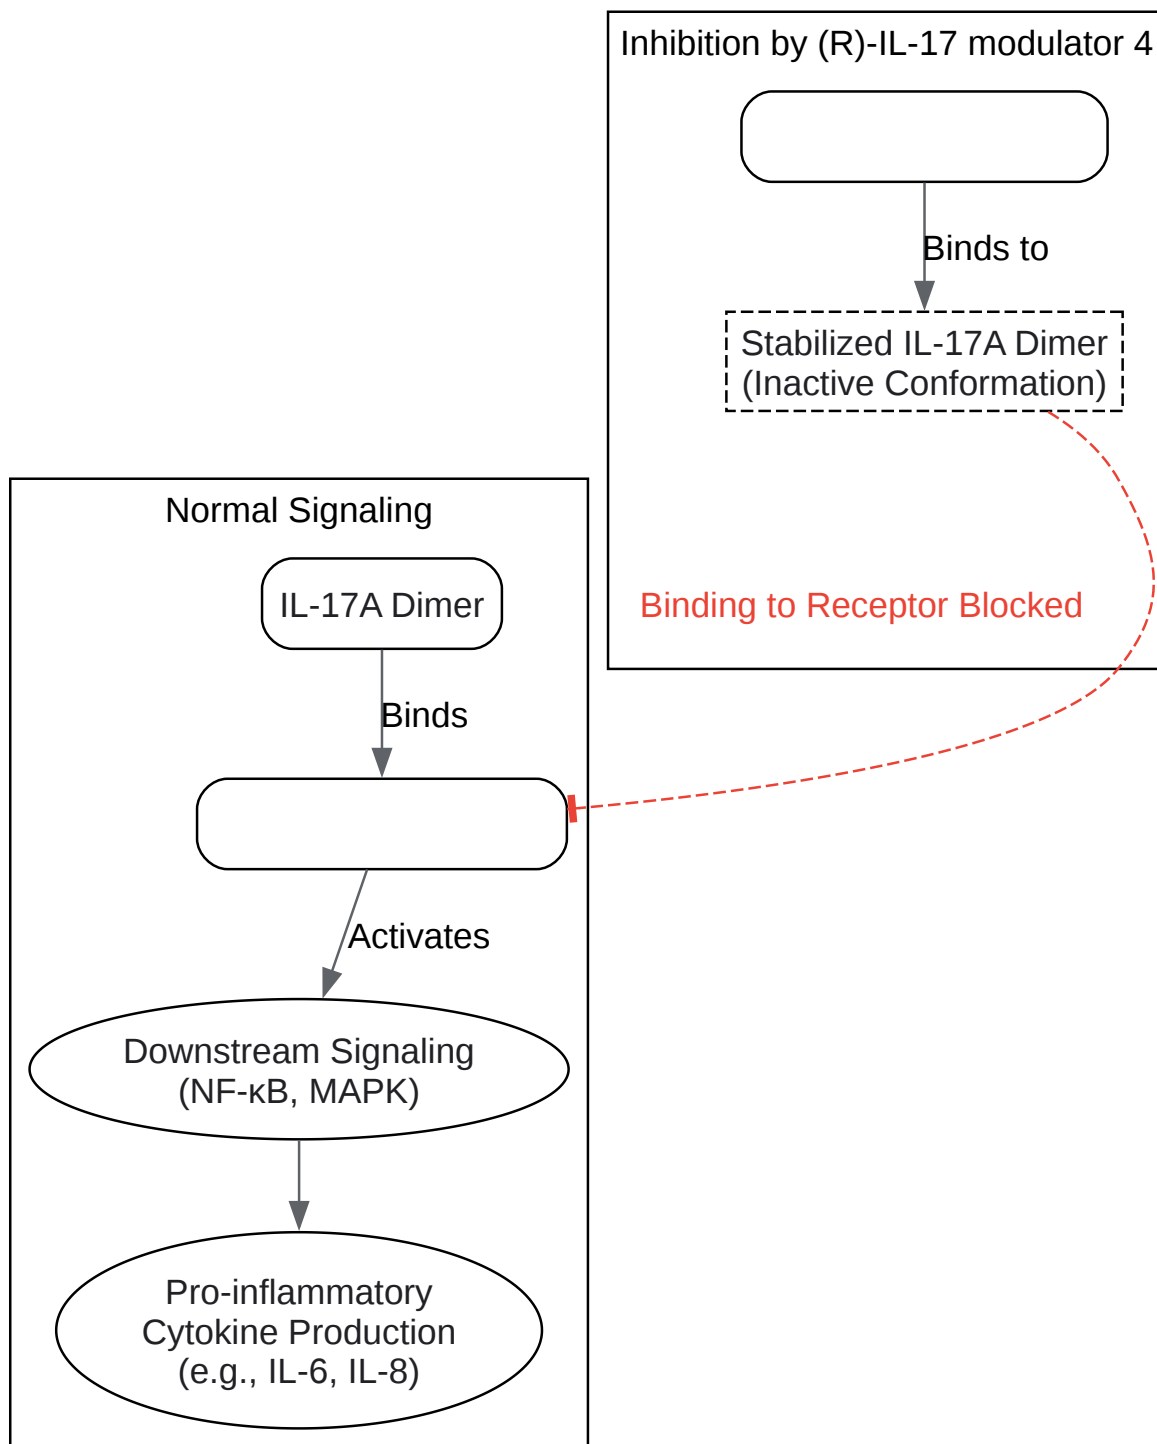 Inhibition by (R)-IL-17 modulator 4
Binds to
Stabilized IL-17A Dimer
(Inactive Conformation)
Binding to Receptor Blocked
Normal Signaling
IL-17A Dimer
Binds
Activates
Downstream Signaling
(NF-κB, MAPK)
Pro-inflammatory
Cytokine Production
(e.g., IL-6, IL-8)